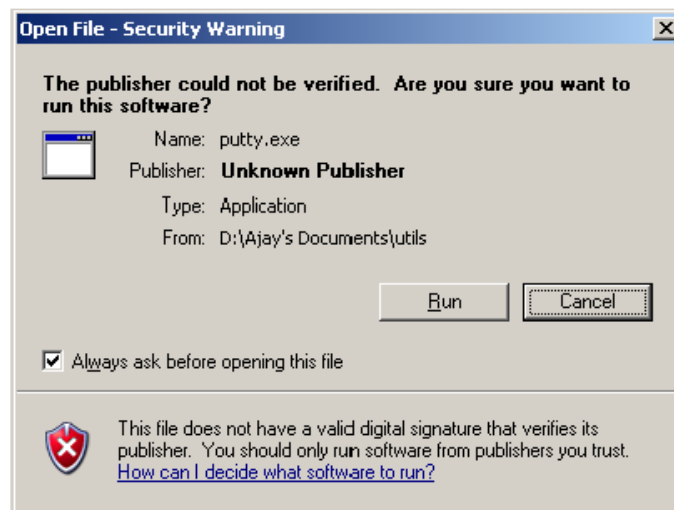 Open File - Security Warning
The publisher could not be verified. Are you sure you want to
run this software?
Name: putty.exe
Publisher: Unknown Publisher
Type: Application
From: D:\Ajay's Documents\utils
Run Cancel
Always ask before opening this file
This file does not have a valid digital signature that verifies its
publisher. You should only run software from publishers you trust.
How can I decide what software to run?